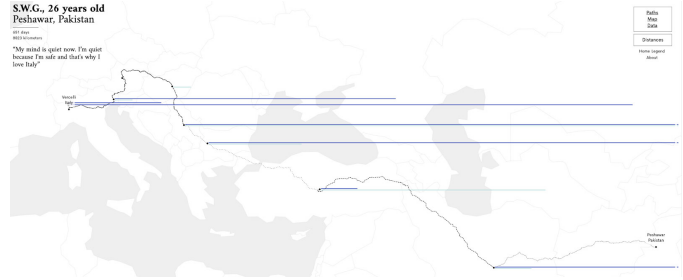 S.W.G., 26 years old
Peshawar, Pakistan
"My mind is quiet now. I'm quiet
because I'm safe and that's why I
love Italy"
Paths
Map
Data
Distances
Home Legend
About
Vercelli
Italy
Peshawar
Pakistan